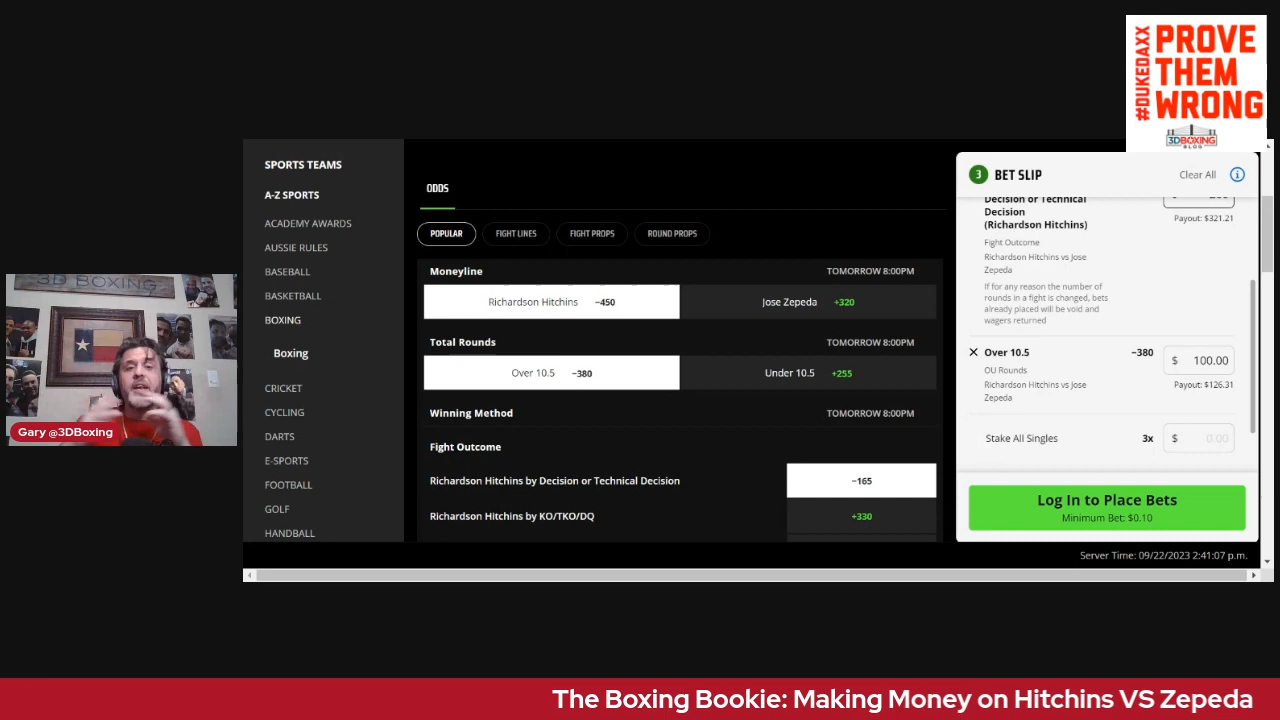 #DUKEDAXX
PROVE
THEM
WRONG
3DBOXING
BLOG
3D BOXING
Gary @3DBoxing
SPORTS TEAMS
A-Z SPORTS
ACADEMY AWARDS
AUSSIE RULES
BASEBALL
BASKETBALL
BOXING
Boxing
CRICKET
CYCLING
DARTS
E-SPORTS
FOOTBALL
GOLF
HANDBALL
ODDS
POPULAR FIGHT LINES FIGHT PROPS ROUND PROPS
Moneyline TOMORROW 8:00PM
Richardson Hitchins −450 Jose Zepeda +320
Total Rounds TOMORROW 8:00PM
Over 10.5 −380 Under 10.5 +255
Winning Method TOMORROW 8:00PM
Fight Outcome
Richardson Hitchins by Decision or Technical Decision −165
Richardson Hitchins by KO/TKO/DQ +330
3 BET SLIP Clear All
Decision or Technical
Decision
(Richardson Hitchins)
Payout: $321.21
Fight Outcome
Richardson Hitchins vs Jose
Zepeda
If for any reason the number of
rounds in a fight is changed, bets
already placed will be void and
wagers returned
Over 10.5 −380 $ 100.00
OU Rounds
Payout: $126.31
Richardson Hitchins vs Jose
Zepeda
Stake All Singles 3x $ 0.00
Log In to Place Bets
Minimum Bet: $0.10
Server Time: 09/22/2023 2:41:07 p.m.
The Boxing Bookie: Making Money on Hitchins VS Zepeda